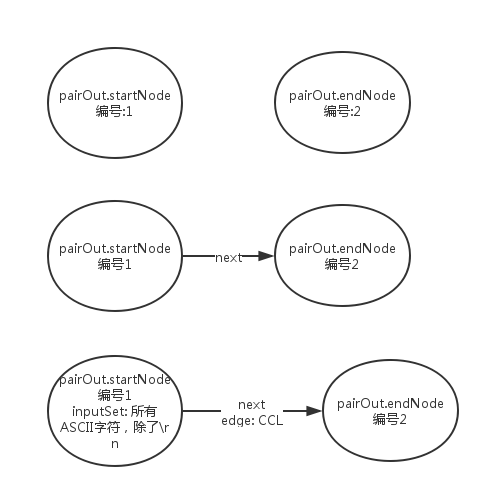 pairOut.startNode
编号:1
pairOut.endNode
编号:2
pairOut.startNode
编号1
next
pairOut.endNode
编号2
pairOut.startNode
编号1
inputSet: 所有
ASCII字符，除了\r
n
next
edge: CCL
pairOut.endNode
编号2